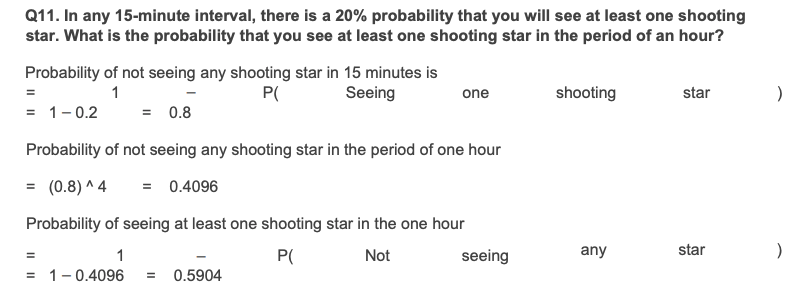 Q11. In any 15-minute interval, there is a 20% probability that you will see at least one shooting
star. What is the probability that you see at least one shooting star in the period of an hour?
Probability of not seeing any shooting star in 15 minutes is
= 1 – P( Seeing one shooting star )
= 1 – 0.2 = 0.8
Probability of not seeing any shooting star in the period of one hour
= (0.8) ^ 4 = 0.4096
Probability of seeing at least one shooting star in the one hour
= 1 – P( Not seeing any star )
= 1 – 0.4096 = 0.5904